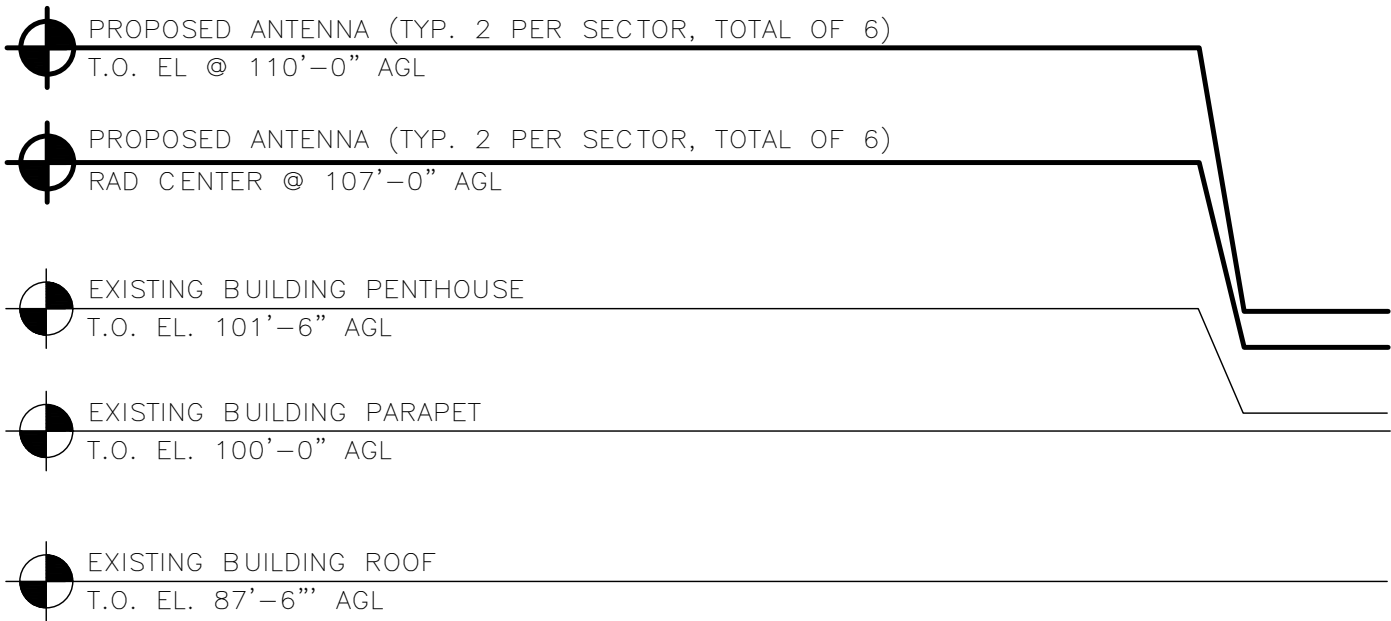 PROPOSED ANTENNA (TYP. 2 PER SECTOR, TOTAL OF 6)
T.O. EL @ 110'-0" AGL
PROPOSED ANTENNA (TYP. 2 PER SECTOR, TOTAL OF 6)
RAD CENTER @ 107'-0" AGL
EXISTING BUILDING PENTHOUSE
T.O. EL. 101'-6" AGL
EXISTING BUILDING PARAPET
T.O. EL. 100'-0" AGL
EXISTING BUILDING ROOF
T.O. EL. 87'-6"' AGL